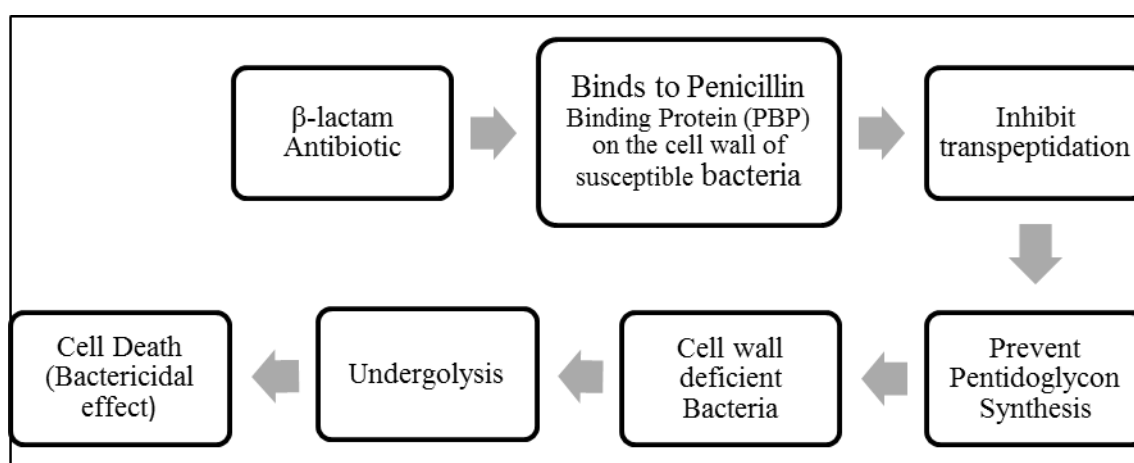 β-lactam
Antibiotic
Binds to Penicillin
Binding Protein (PBP)
on the cell wall of
susceptible bacteria
Inhibit
transpeptidation
Prevent
Pentidoglycon
Synthesis
Cell wall
deficient
Bacteria
Undergolysis
Cell Death
(Bactericidal
effect)